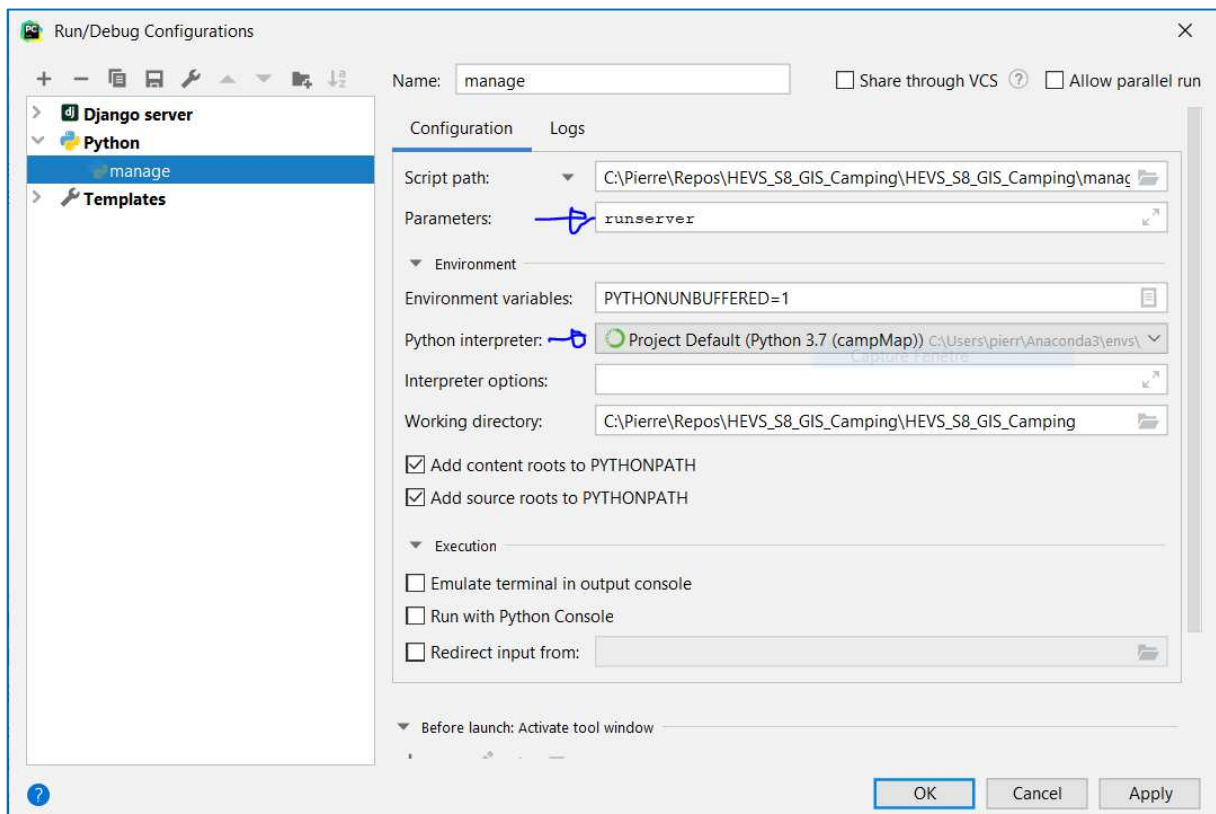 PC Run/Debug Configurations
Name: manage
Share through VCS ? Allow parallel run
dj Django server
Python
manage
Templates
Configuration Logs
Script path: C:\Pierre\Repos\HEVS_S8_GIS_Camping\HEVS_S8_GIS_Camping\manag
Parameters: runserver
Environment
Environment variables: PYTHONUNBUFFERED=1
Python interpreter: Project Default (Python 3.7 (campMap)) C:\Users\pierr\Anaconda3\envs\
Capture Fenêtre
Interpreter options:
Working directory: C:\Pierre\Repos\HEVS_S8_GIS_Camping\HEVS_S8_GIS_Camping
Add content roots to PYTHONPATH
Add source roots to PYTHONPATH
Execution
Emulate terminal in output console
Run with Python Console
Redirect input from:
Before launch: Activate tool window
? OK Cancel Apply